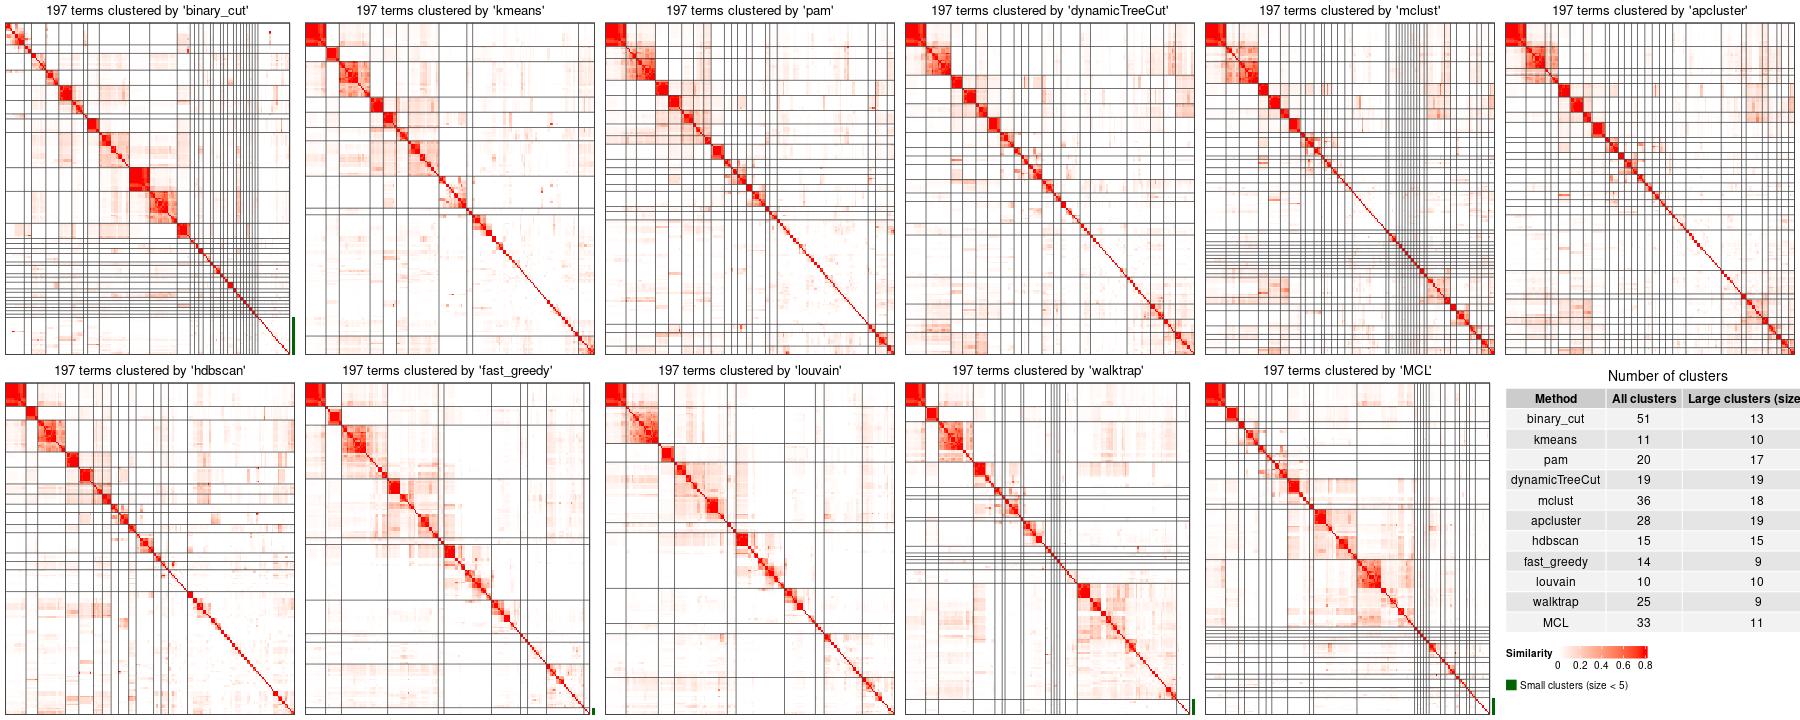 197 terms clustered by 'binary_cut'
197 terms clustered by 'kmeans'
197 terms clustered by 'pam'
197 terms clustered by 'dynamicTreeCut'
197 terms clustered by 'mclust'
197 terms clustered by 'apcluster'
197 terms clustered by 'hdbscan'
197 terms clustered by 'fast_greedy'
197 terms clustered by 'louvain'
197 terms clustered by 'walktrap'
197 terms clustered by 'MCL'
Number of clusters
Method All clusters Large clusters (size
binary_cut 51 13
kmeans 11 10
pam 20 17
dynamicTreeCut 19 19
mclust 36 18
apcluster 28 19
hdbscan 15 15
fast_greedy 14 9
louvain 10 10
walktrap 25 9
MCL 33 11
Similarity
0 0.2 0.4 0.6 0.8
Small clusters (size < 5)